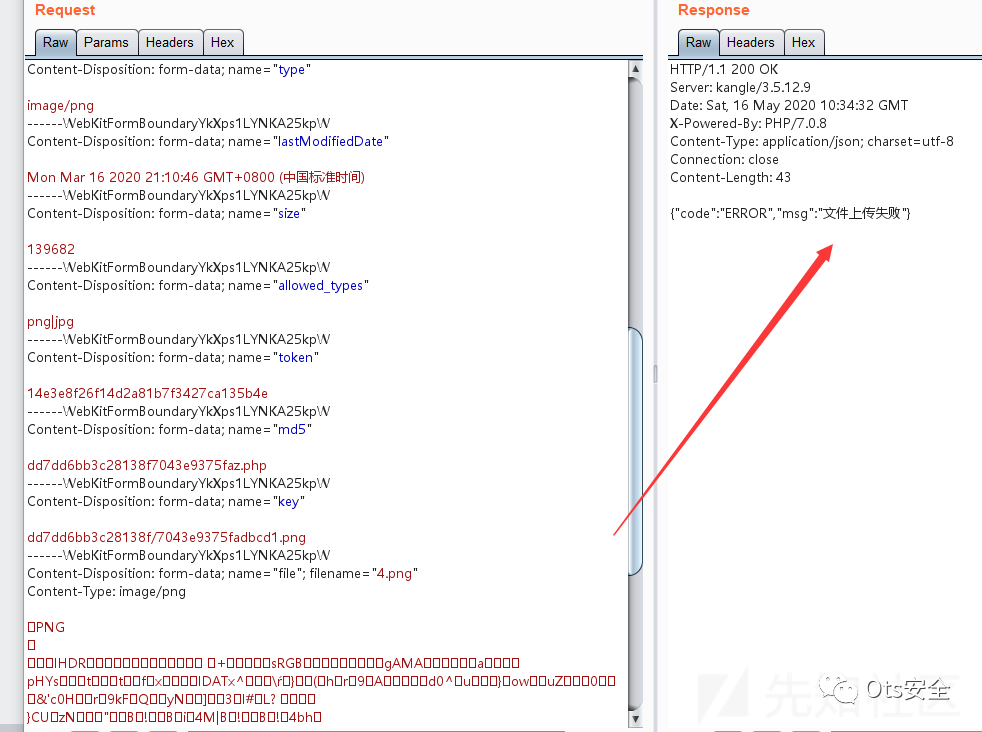 Request
Raw Params Headers Hex
Content-Disposition: form-data; name="type"
image/png
------WebKitFormBoundaryYkXps1LYNKA25kpW
Content-Disposition: form-data; name="lastModifiedDate"
Mon Mar 16 2020 21:10:46 GMT+0800 (中国标准时间)
------WebKitFormBoundaryYkXps1LYNKA25kpW
Content-Disposition: form-data; name="size"
139682
------WebKitFormBoundaryYkXps1LYNKA25kpW
Content-Disposition: form-data; name="allowed_types"
png|jpg
------WebKitFormBoundaryYkXps1LYNKA25kpW
Content-Disposition: form-data; name="token"
14e3e8f26f14d2a81b7f3427ca135b4e
------WebKitFormBoundaryYkXps1LYNKA25kpW
Content-Disposition: form-data; name="md5"
dd7dd6bb3c28138f7043e9375faz.php
------WebKitFormBoundaryYkXps1LYNKA25kpW
Content-Disposition: form-data; name="key"
dd7dd6bb3c28138f/7043e9375fadbcd1.png
------WebKitFormBoundaryYkXps1LYNKA25kpW
Content-Disposition: form-data; name="file"; filename="4.png"
Content-Type: image/png
PNG
IHDR sRGB gAMA
pHYs IDATx^
Response
Raw Headers Hex
HTTP/1.1 200 OK
Server: kangle/3.5.12.9
Date: Sat, 16 May 2020 10:34:32 GMT
X-Powered-By: PHP/7.0.8
Content-Type: application/json; charset=utf-8
Connection: close
Content-Length: 43
{"code":"ERROR","msg":"文件上传失败"}
先知社区
Ots安全